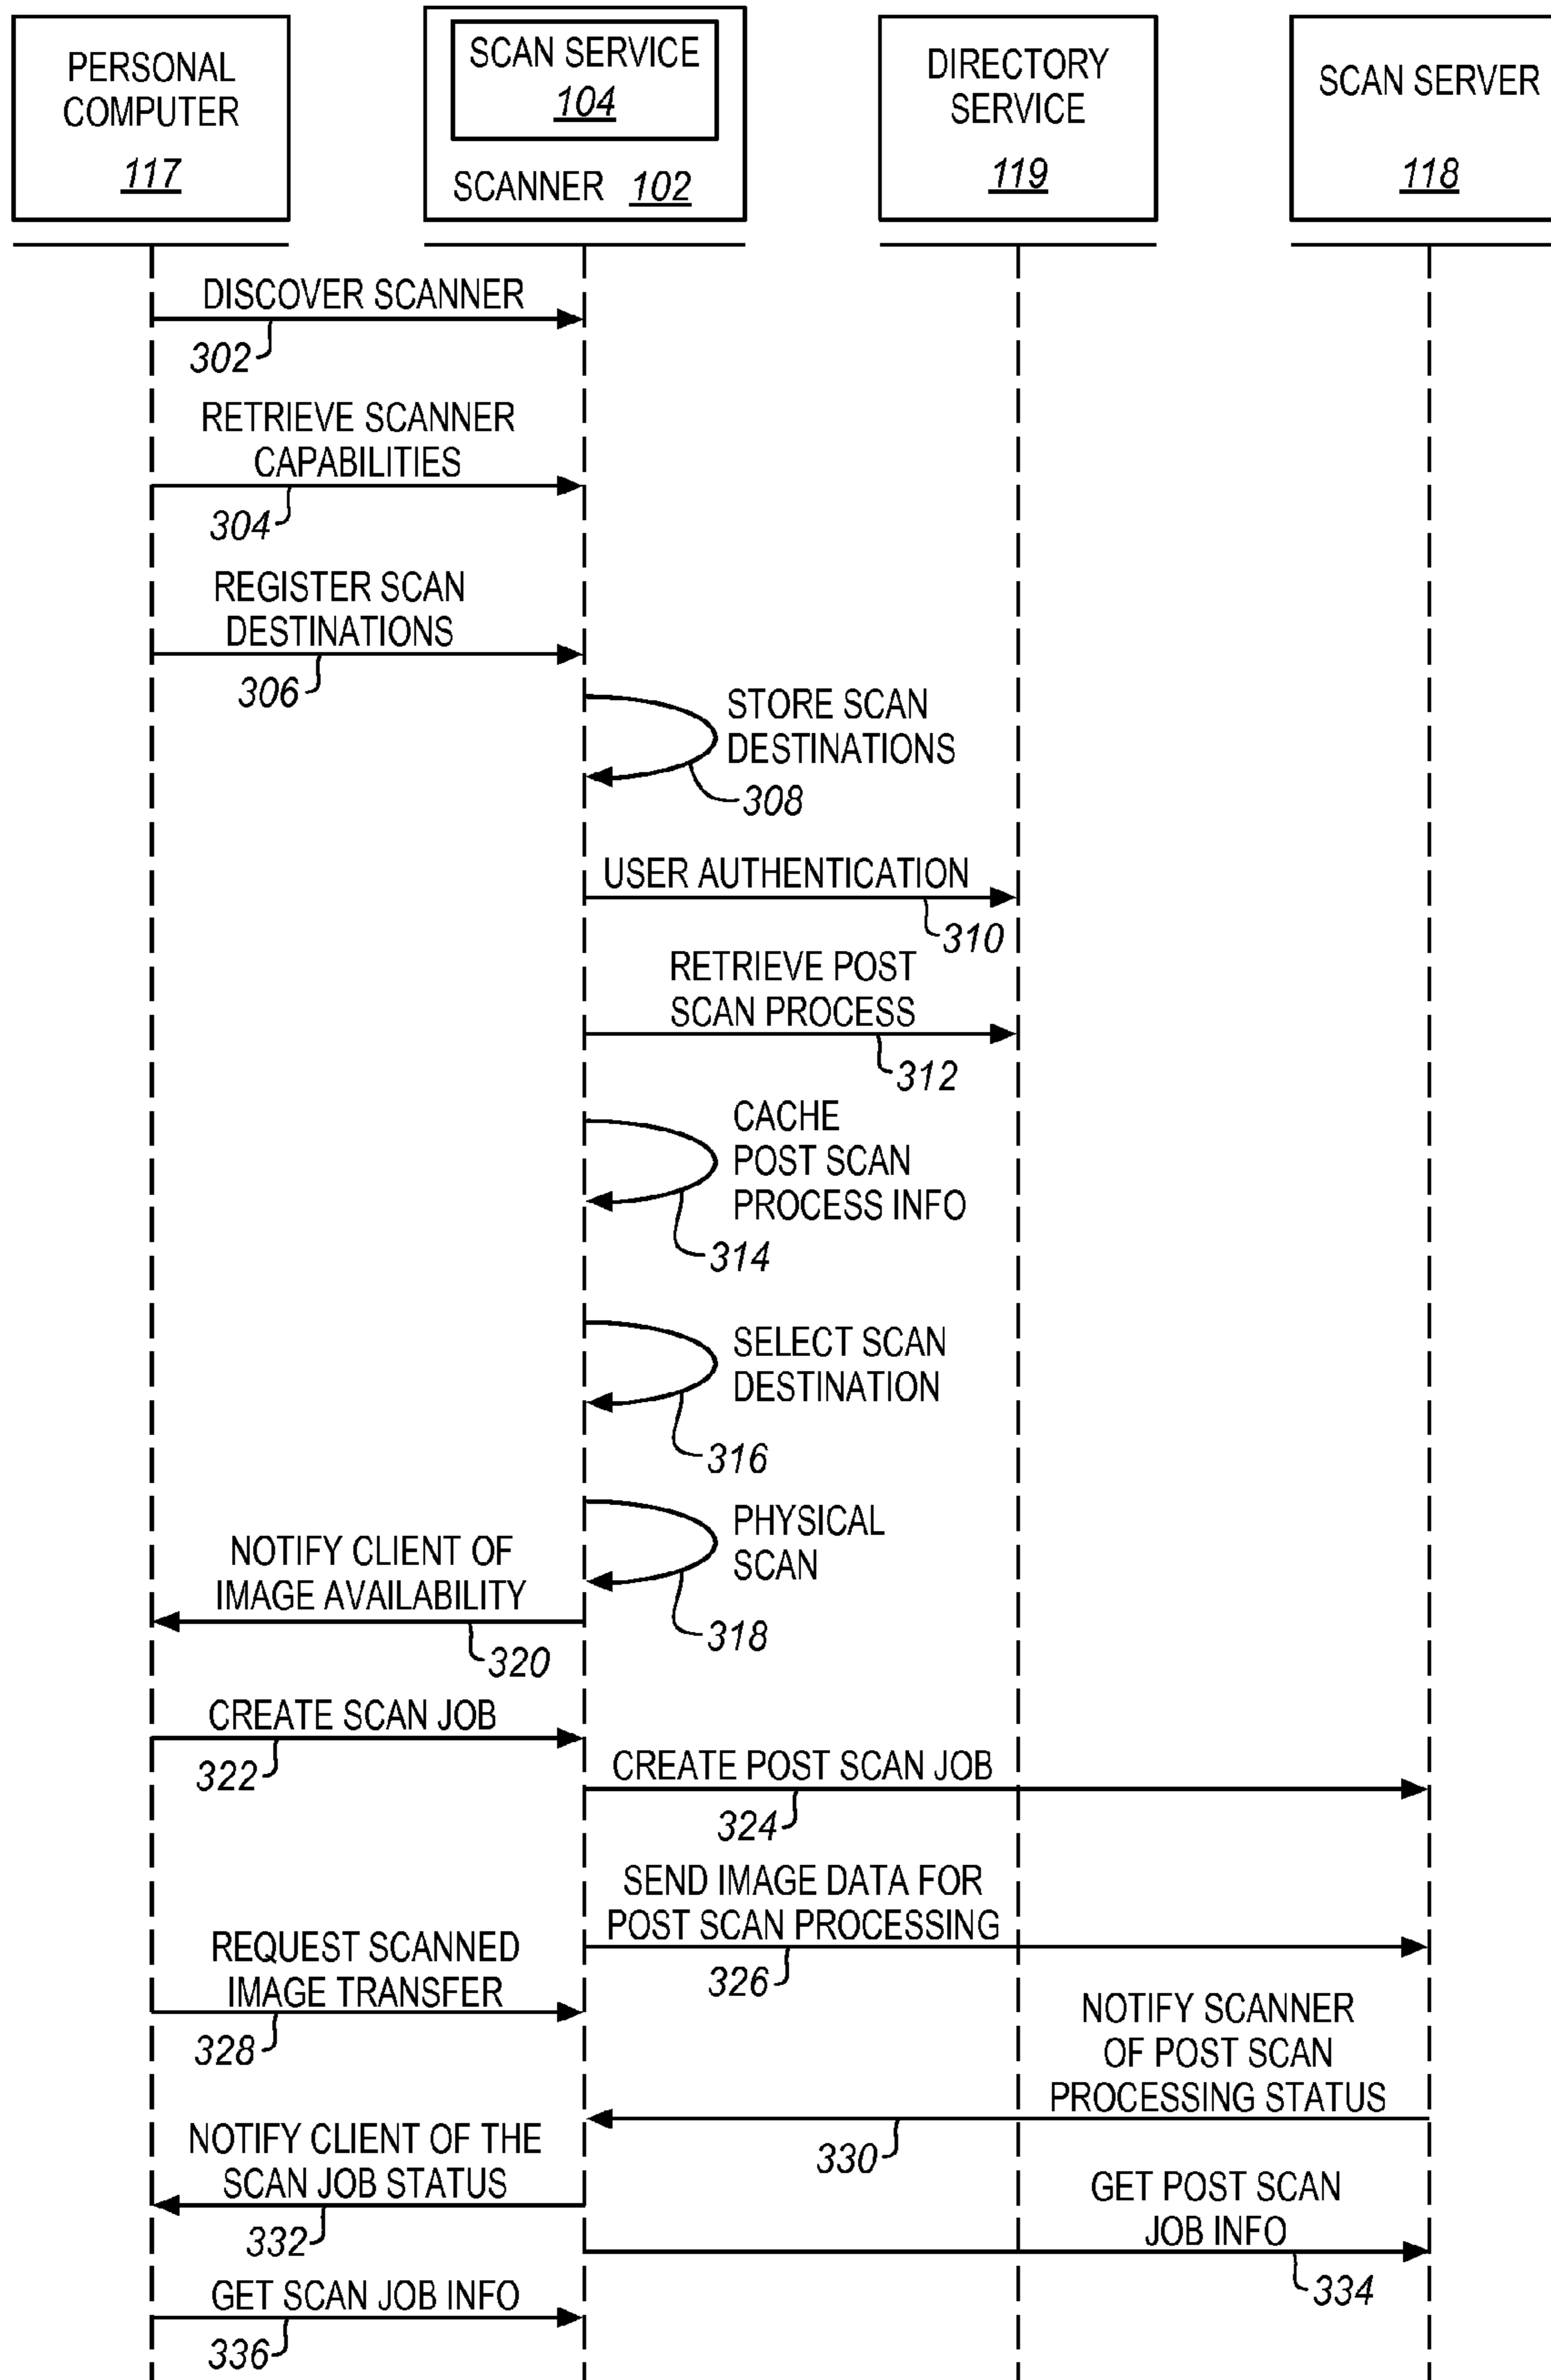 PERSONAL
COMPUTER
117
SCAN SERVICE
104
SCANNER 102
DIRECTORY
SERVICE
119
SCAN SERVER
118
DISCOVER SCANNER
302
RETRIEVE SCANNER
CAPABILITIES
304
REGISTER SCAN
DESTINATIONS
306
STORE SCAN
DESTINATIONS
308
USER AUTHENTICATION
310
RETRIEVE POST
SCAN PROCESS
312
CACHE
POST SCAN
PROCESS INFO
314
SELECT SCAN
DESTINATION
316
PHYSICAL
SCAN
318
NOTIFY CLIENT OF
IMAGE AVAILABILITY
320
CREATE SCAN JOB
322
CREATE POST SCAN JOB
324
SEND IMAGE DATA FOR
POST SCAN PROCESSING
326
REQUEST SCANNED
IMAGE TRANSFER
328
NOTIFY SCANNER
OF POST SCAN
PROCESSING STATUS
330
NOTIFY CLIENT OF THE
SCAN JOB STATUS
332
GET POST SCAN
JOB INFO
334
GET SCAN JOB INFO
336